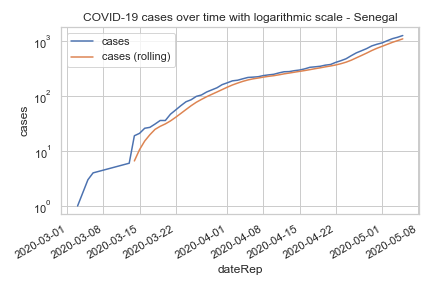 COVID-19 cases over time with logarithmic scale - Senegal
cases
cases (rolling)
10³
10²
10¹
10⁰
cases
2020-03-01
2020-03-08
2020-03-15
2020-03-22
2020-04-01
2020-04-08
2020-04-15
2020-04-22
2020-05-01
2020-05-08
dateRep